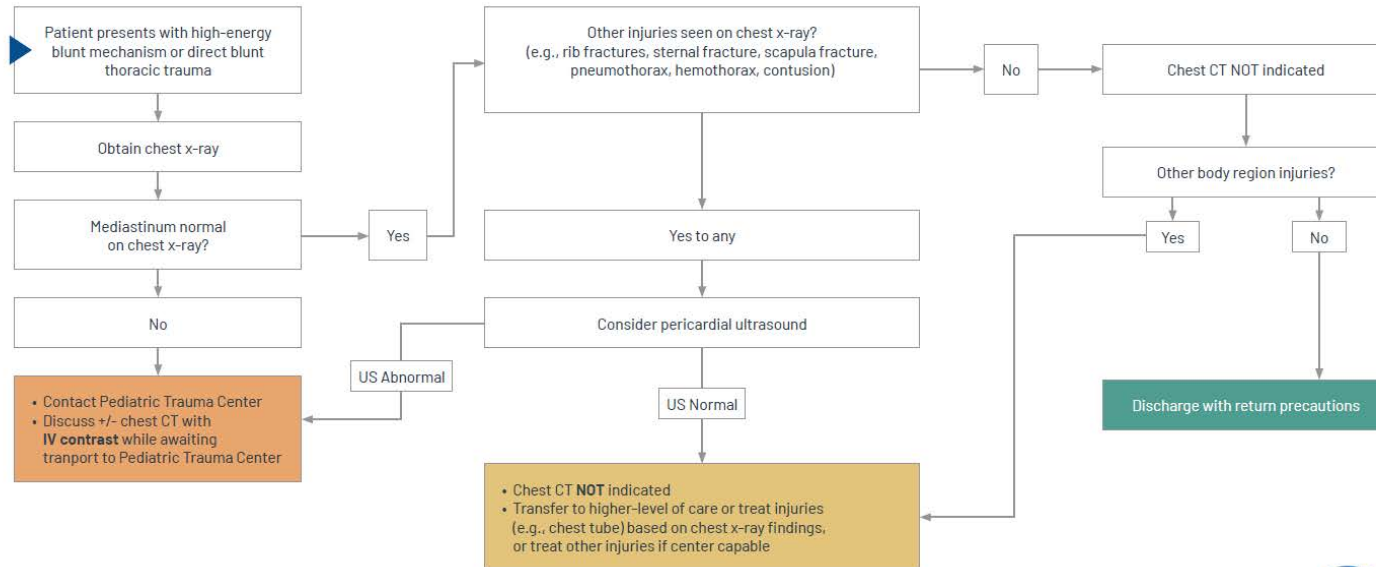 Patient presents with high-energy
blunt mechanism or direct blunt
thoracic trauma
Obtain chest x-ray
Mediastinum normal
on chest x-ray?
Yes
No
• Contact Pediatric Trauma Center
• Discuss +/- chest CT with
IV contrast while awaiting
tranport to Pediatric Trauma Center
Other injuries seen on chest x-ray?
(e.g., rib fractures, sternal fracture, scapula fracture,
pneumothorax, hemothorax, contusion)
Yes to any
Consider pericardial ultrasound
US Abnormal
US Normal
• Chest CT NOT indicated
• Transfer to higher-level of care or treat injuries
(e.g., chest tube) based on chest x-ray findings,
or treat other injuries if center capable
No
Chest CT NOT indicated
Other body region injuries?
Yes
No
Discharge with return precautions